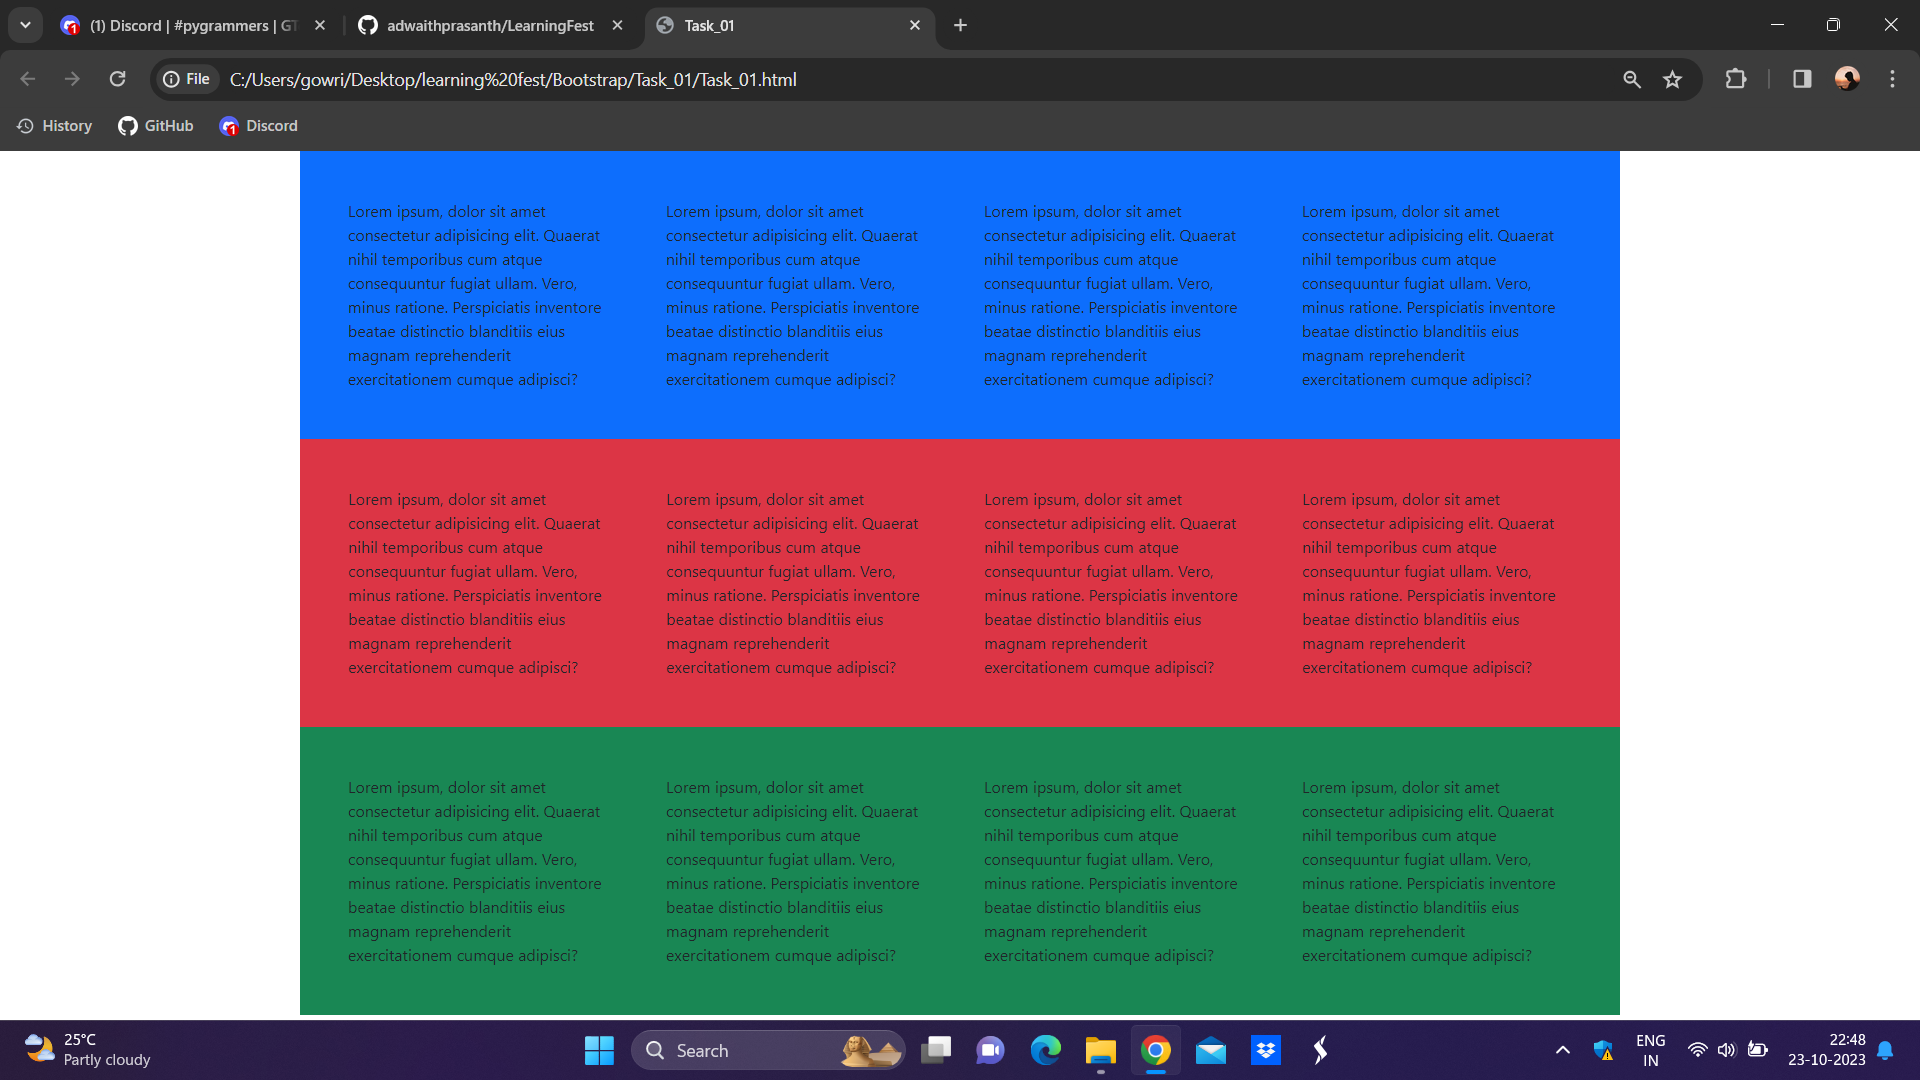 (1) Discord | #pygrammers | GT
adwaithprasanth/LearningFest
Task_01
File
C:/Users/gowri/Desktop/learning%20fest/Bootstrap/Task_01/Task_01.html
History
GitHub
Discord
Lorem ipsum, dolor sit amet
consectetur adipisicing elit. Quaerat
nihil temporibus cum atque
consequuntur fugiat ullam. Vero,
minus ratione. Perspiciatis inventore
beatae distinctio blanditiis eius
magnam reprehenderit
exercitationem cumque adipisci?
Lorem ipsum, dolor sit amet
consectetur adipisicing elit. Quaerat
nihil temporibus cum atque
consequuntur fugiat ullam. Vero,
minus ratione. Perspiciatis inventore
beatae distinctio blanditiis eius
magnam reprehenderit
exercitationem cumque adipisci?
Lorem ipsum, dolor sit amet
consectetur adipisicing elit. Quaerat
nihil temporibus cum atque
consequuntur fugiat ullam. Vero,
minus ratione. Perspiciatis inventore
beatae distinctio blanditiis eius
magnam reprehenderit
exercitationem cumque adipisci?
Lorem ipsum, dolor sit amet
consectetur adipisicing elit. Quaerat
nihil temporibus cum atque
consequuntur fugiat ullam. Vero,
minus ratione. Perspiciatis inventore
beatae distinctio blanditiis eius
magnam reprehenderit
exercitationem cumque adipisci?
Lorem ipsum, dolor sit amet
consectetur adipisicing elit. Quaerat
nihil temporibus cum atque
consequuntur fugiat ullam. Vero,
minus ratione. Perspiciatis inventore
beatae distinctio blanditiis eius
magnam reprehenderit
exercitationem cumque adipisci?
Lorem ipsum, dolor sit amet
consectetur adipisicing elit. Quaerat
nihil temporibus cum atque
consequuntur fugiat ullam. Vero,
minus ratione. Perspiciatis inventore
beatae distinctio blanditiis eius
magnam reprehenderit
exercitationem cumque adipisci?
Lorem ipsum, dolor sit amet
consectetur adipisicing elit. Quaerat
nihil temporibus cum atque
consequuntur fugiat ullam. Vero,
minus ratione. Perspiciatis inventore
beatae distinctio blanditiis eius
magnam reprehenderit
exercitationem cumque adipisci?
Lorem ipsum, dolor sit amet
consectetur adipisicing elit. Quaerat
nihil temporibus cum atque
consequuntur fugiat ullam. Vero,
minus ratione. Perspiciatis inventore
beatae distinctio blanditiis eius
magnam reprehenderit
exercitationem cumque adipisci?
Lorem ipsum, dolor sit amet
consectetur adipisicing elit. Quaerat
nihil temporibus cum atque
consequuntur fugiat ullam. Vero,
minus ratione. Perspiciatis inventore
beatae distinctio blanditiis eius
magnam reprehenderit
exercitationem cumque adipisci?
Lorem ipsum, dolor sit amet
consectetur adipisicing elit. Quaerat
nihil temporibus cum atque
consequuntur fugiat ullam. Vero,
minus ratione. Perspiciatis inventore
beatae distinctio blanditiis eius
magnam reprehenderit
exercitationem cumque adipisci?
Lorem ipsum, dolor sit amet
consectetur adipisicing elit. Quaerat
nihil temporibus cum atque
consequuntur fugiat ullam. Vero,
minus ratione. Perspiciatis inventore
beatae distinctio blanditiis eius
magnam reprehenderit
exercitationem cumque adipisci?
Lorem ipsum, dolor sit amet
consectetur adipisicing elit. Quaerat
nihil temporibus cum atque
consequuntur fugiat ullam. Vero,
minus ratione. Perspiciatis inventore
beatae distinctio blanditiis eius
magnam reprehenderit
exercitationem cumque adipisci?
25°C
Partly cloudy
Search
ENG
IN
22:48
23-10-2023